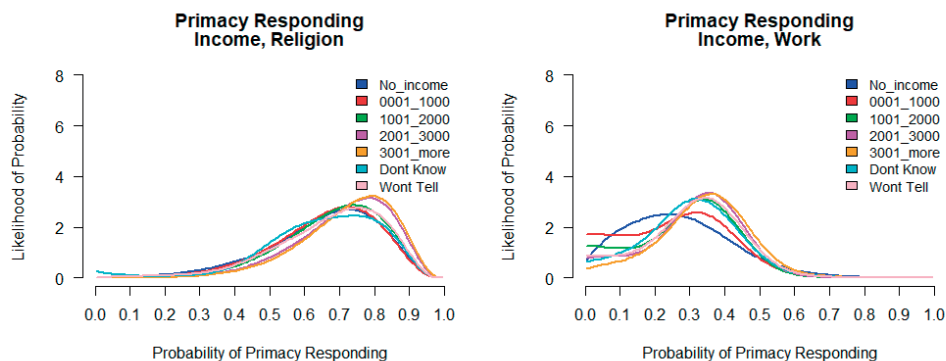 Primacy Responding
Income, Religion
Likelihood of Probability
8
6
4
2
0
No_income
0001_1000
1001_2000
2001_3000
3001_more
Dont Know
Wont Tell
0.0 0.1 0.2 0.3 0.4 0.5 0.6 0.7 0.8 0.9 1.0
Probability of Primacy Responding
Primacy Responding
Income, Work
Likelihood of Probability
8
6
4
2
0
No_income
0001_1000
1001_2000
2001_3000
3001_more
Dont Know
Wont Tell
0.0 0.1 0.2 0.3 0.4 0.5 0.6 0.7 0.8 0.9 1.0
Probability of Primacy Responding